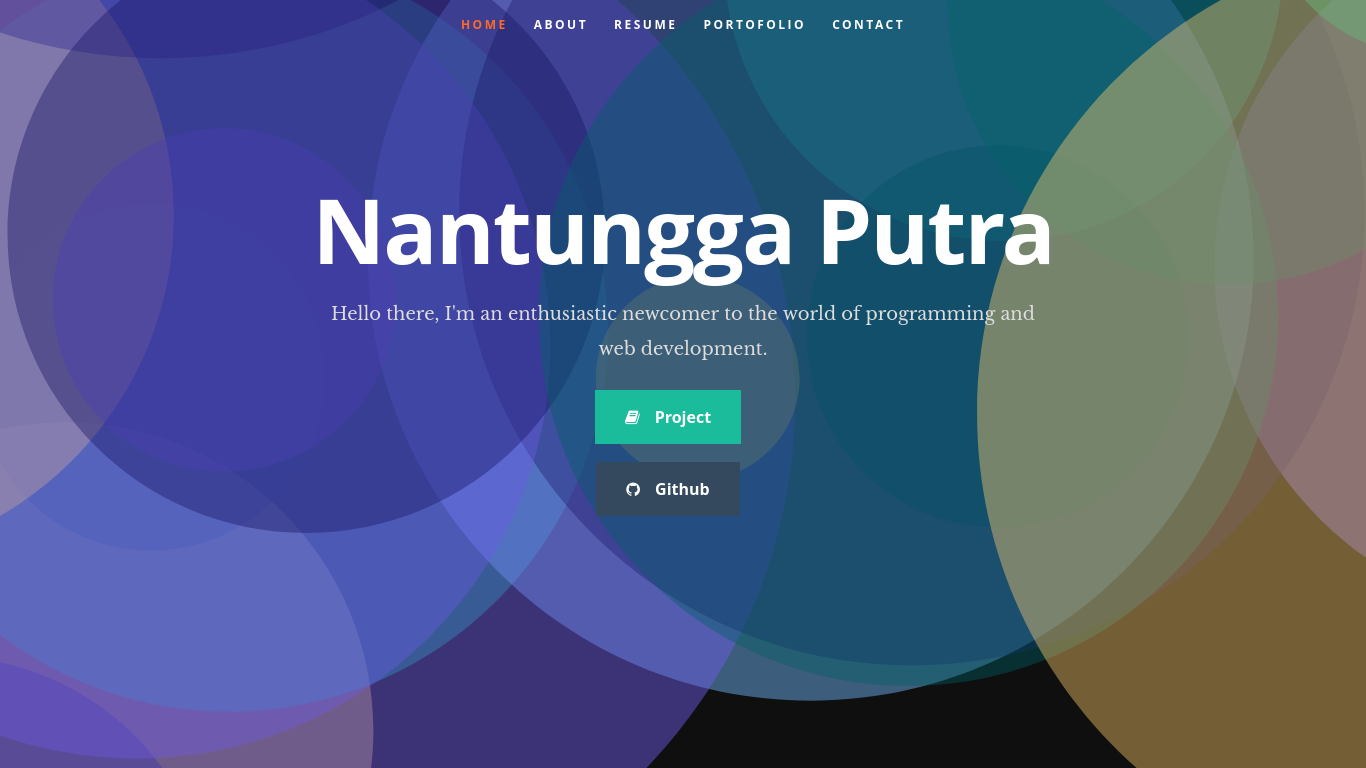 HOME ABOUT RESUME PORTOFOLIO CONTACT
Nantungga Putra
Hello there, I'm an enthusiastic newcomer to the world of programming and
web development.
Project
Github